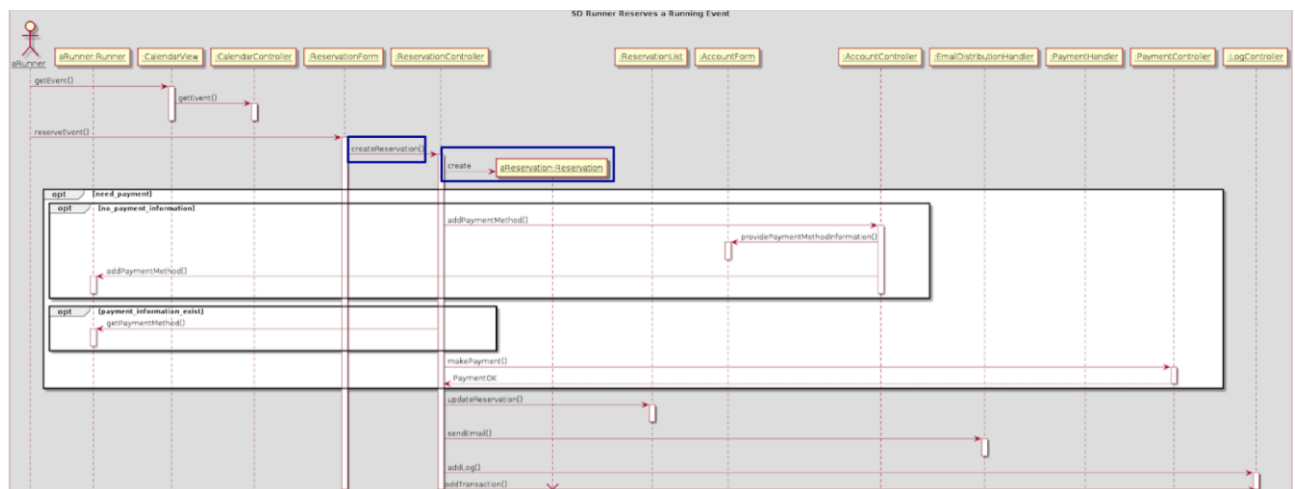 SD Runner Reserves a Running Event
aRunner
aRunner:Runner
:CalendarView
:CalendarController
:ReservationForm
:ReservationController
:ReservationList
:AccountForm
:AccountController
:EmailDistributionHandler
:PaymentHandler
:PaymentController
:LogController
getEvent()
getEvent()
reserveEvent()
createReservation()
create
aReservation:Reservation
opt [need_payment]
opt [no_payment_information]
addPaymentMethod()
providePaymentMethodInformation()
addPaymentMethod()
opt [payment_information_exist]
getPaymentMethod()
makePayment()
PaymentOK
updateReservation()
sendEmail()
addLog()
addTransaction()